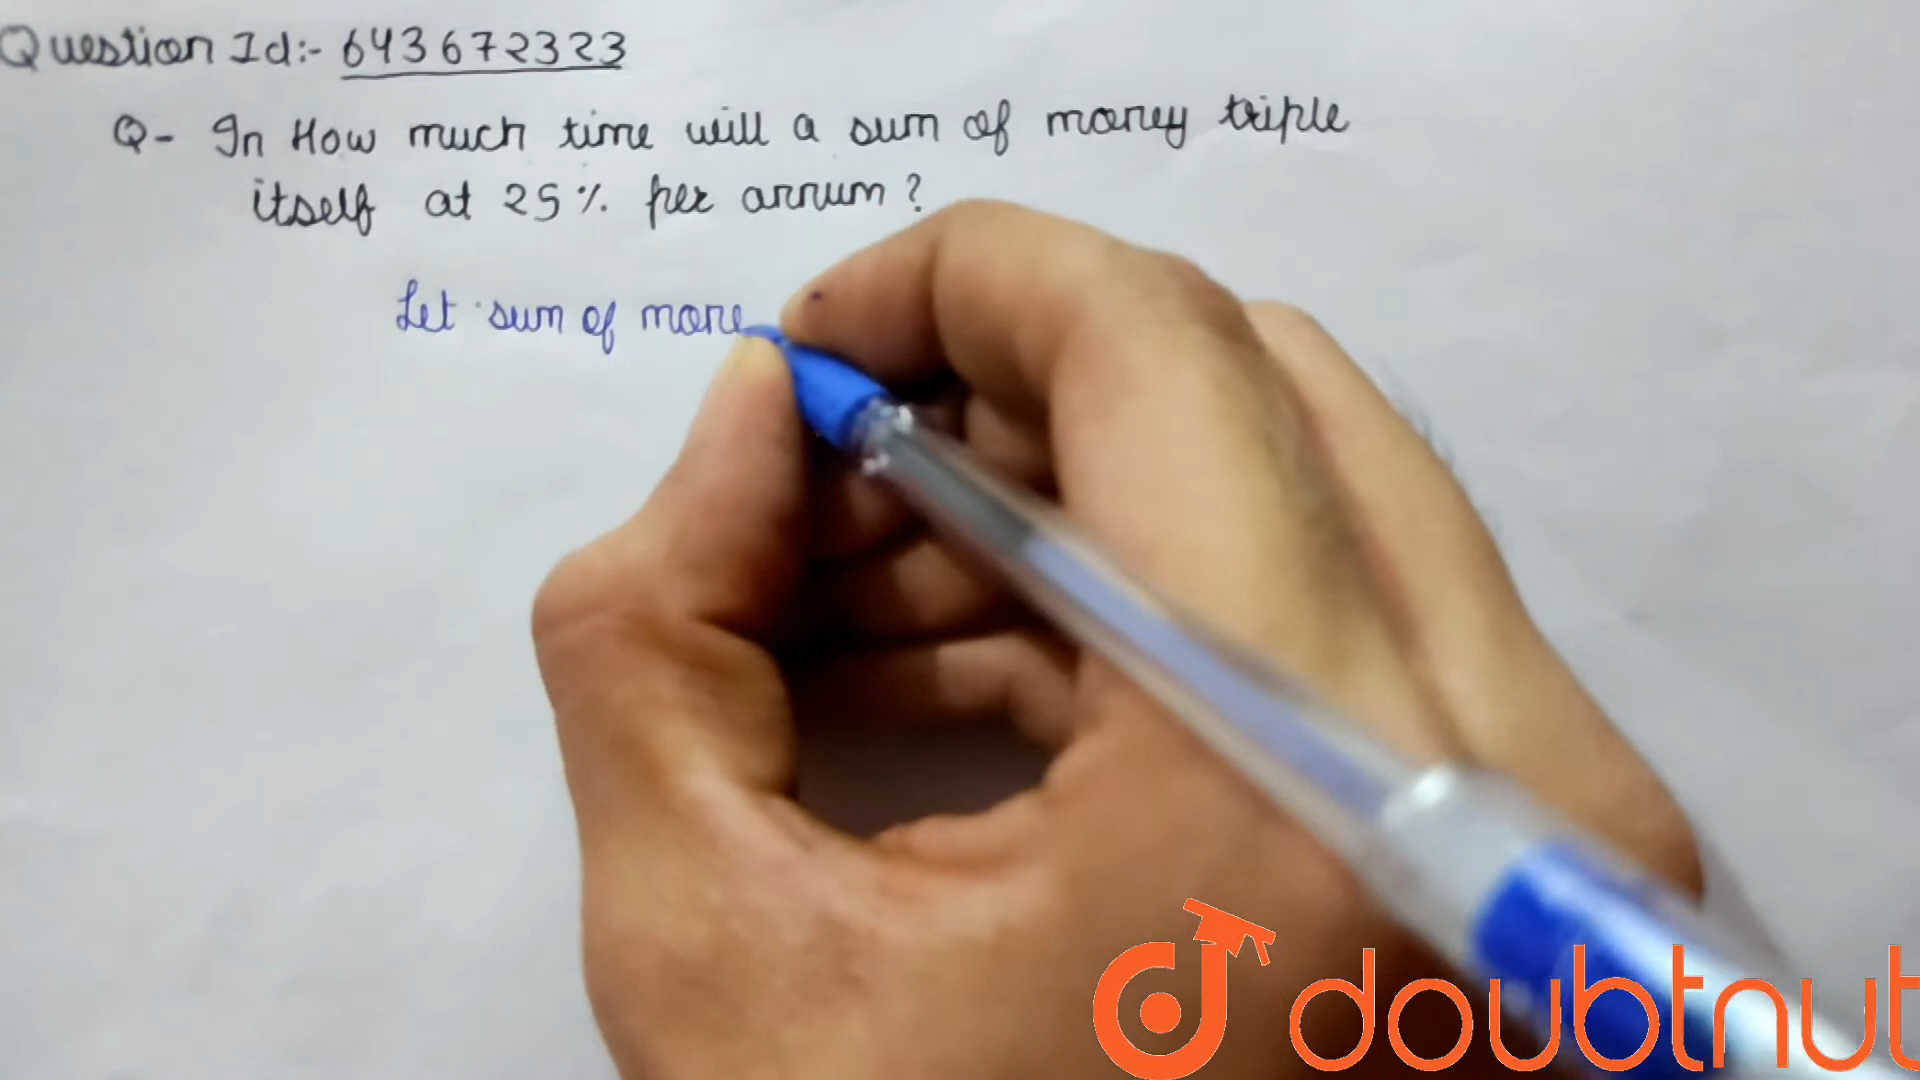 Question Id:- 643672323
Q- In How much time will a sum of money triple
itself at 25% per annum?
Let sum of mone
doubtnut